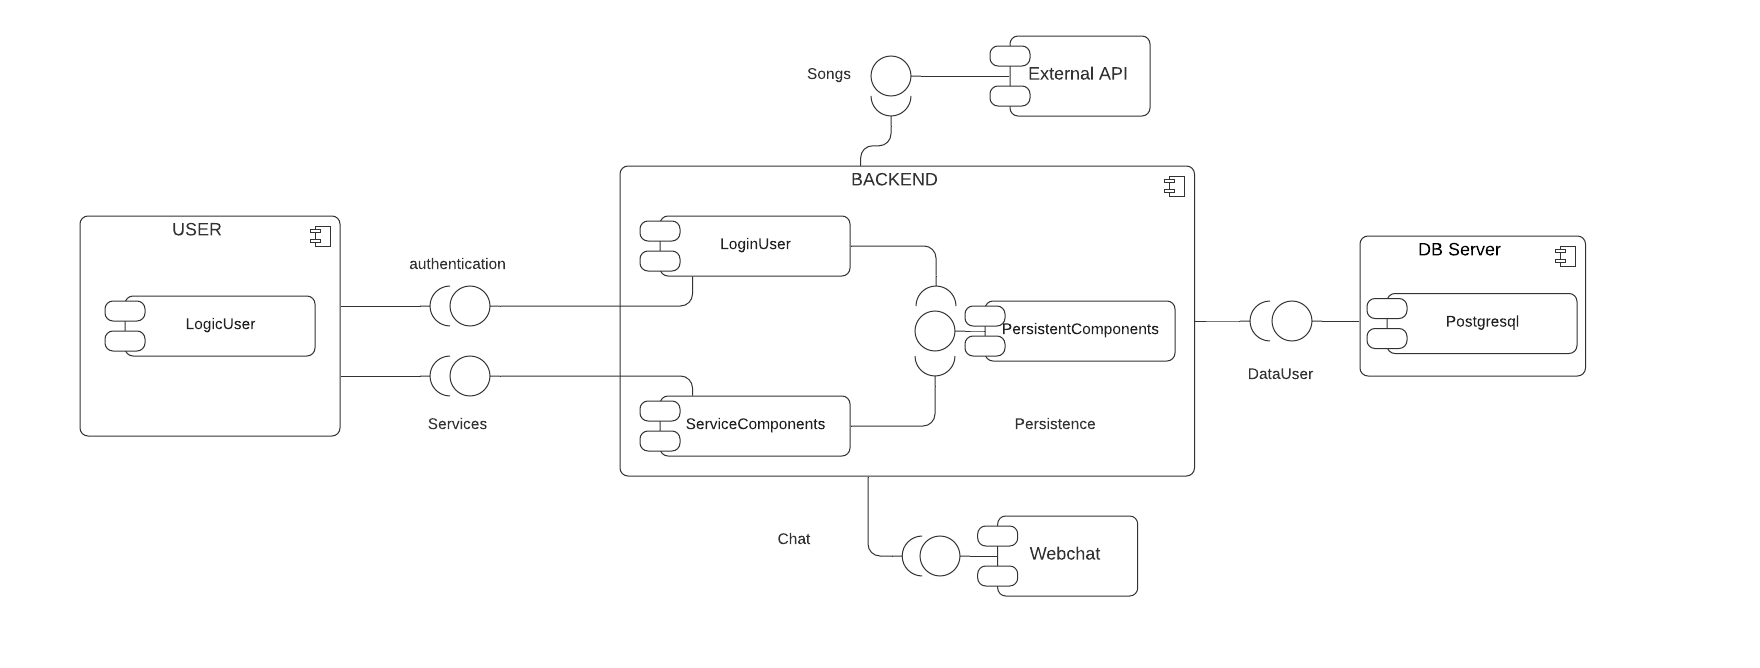 Songs
External API
BACKEND
USER
LoginUser
DB Server
authentication
LogicUser
PersistentComponents
Postgresql
DataUser
Services
ServiceComponents
Persistence
Chat
Webchat